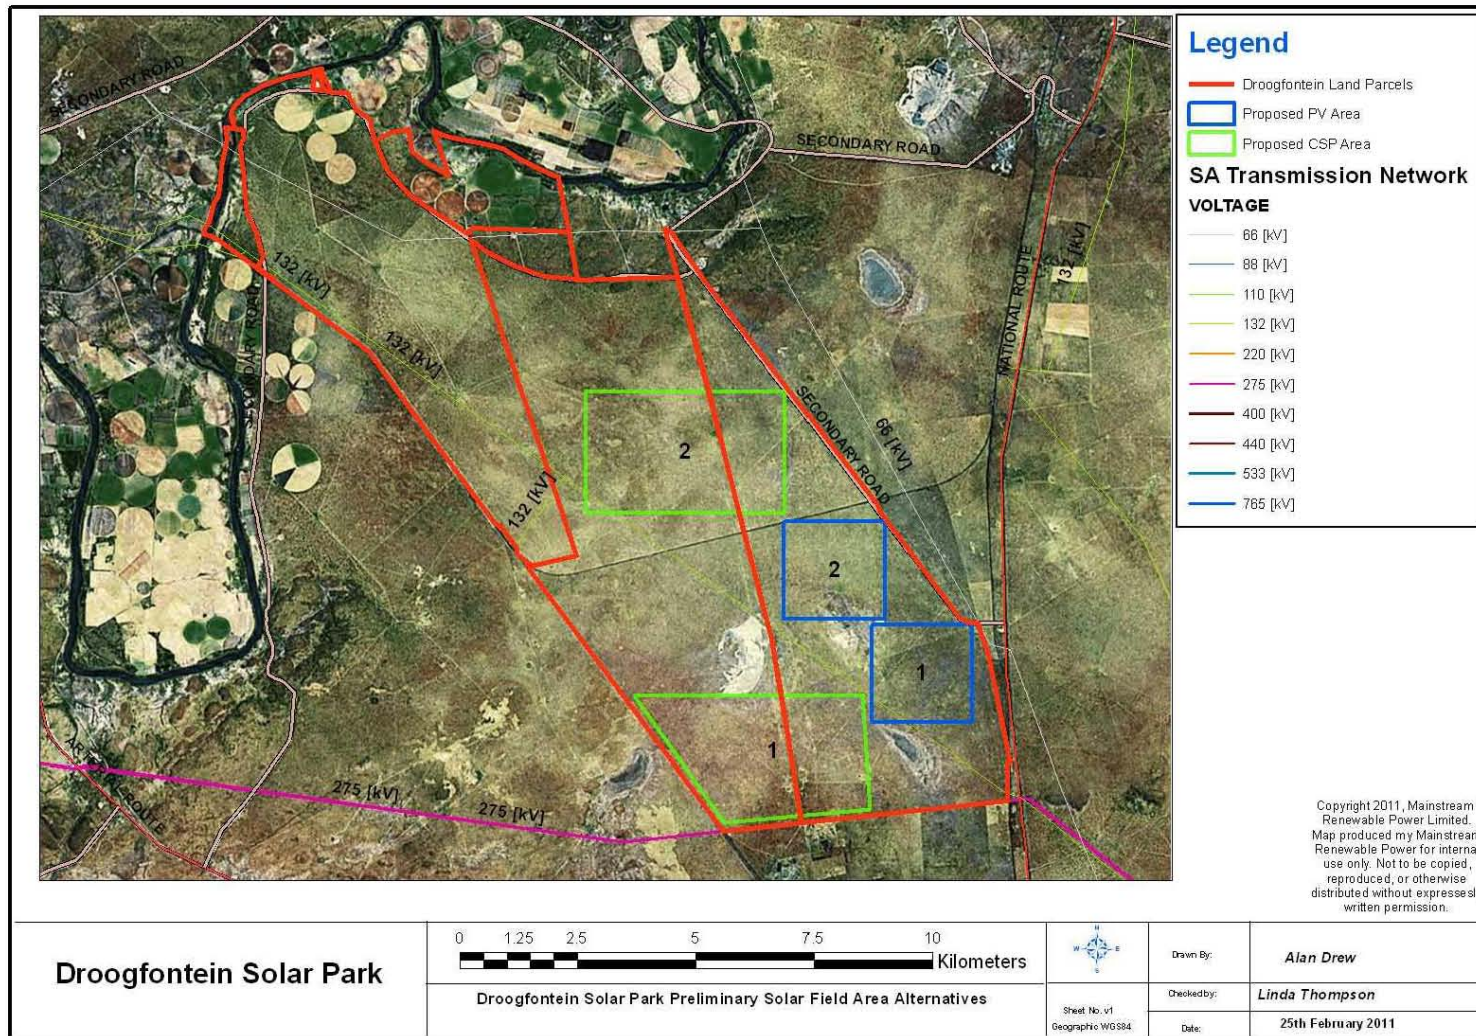 SECONDARY ROAD
SECONDARY ROAD
132 [kV]
132 [kV]
NATIONAL ROUTE
132 [kV]
SECONDARY ROAD
SECONDARY ROAD
66 [kV]
2
132 [kV]
2
1
1
275 [kV]
275 [kV]
Legend
Droogfontein Land Parcels
Proposed PV Area
Proposed CSP Area
SA Transmission Network
VOLTAGE
66 [kV]
88 [kV]
110 [kV]
132 [kV]
220 [kV]
275 [kV]
400 [kV]
440 [kV]
533 [kV]
765 [kV]
Copyright 2011, Mainstream
Renewable Power Limited.
Map produced my Mainstream
Renewable Power for interna
use only. Not to be copied,
reproduced, or otherwise
distributed without expressesl
written permission.
Droogfontein Solar Park
0 1.25 2.5 5 7.5 10
Kilometers
Droogfontein Solar Park Preliminary Solar Field Area Alternatives
N
W E
S
Sheet No. v1
Geographic WGS84
Drawn By:
Alan Drew
Checked by:
Linda Thompson
Date:
25th February 2011